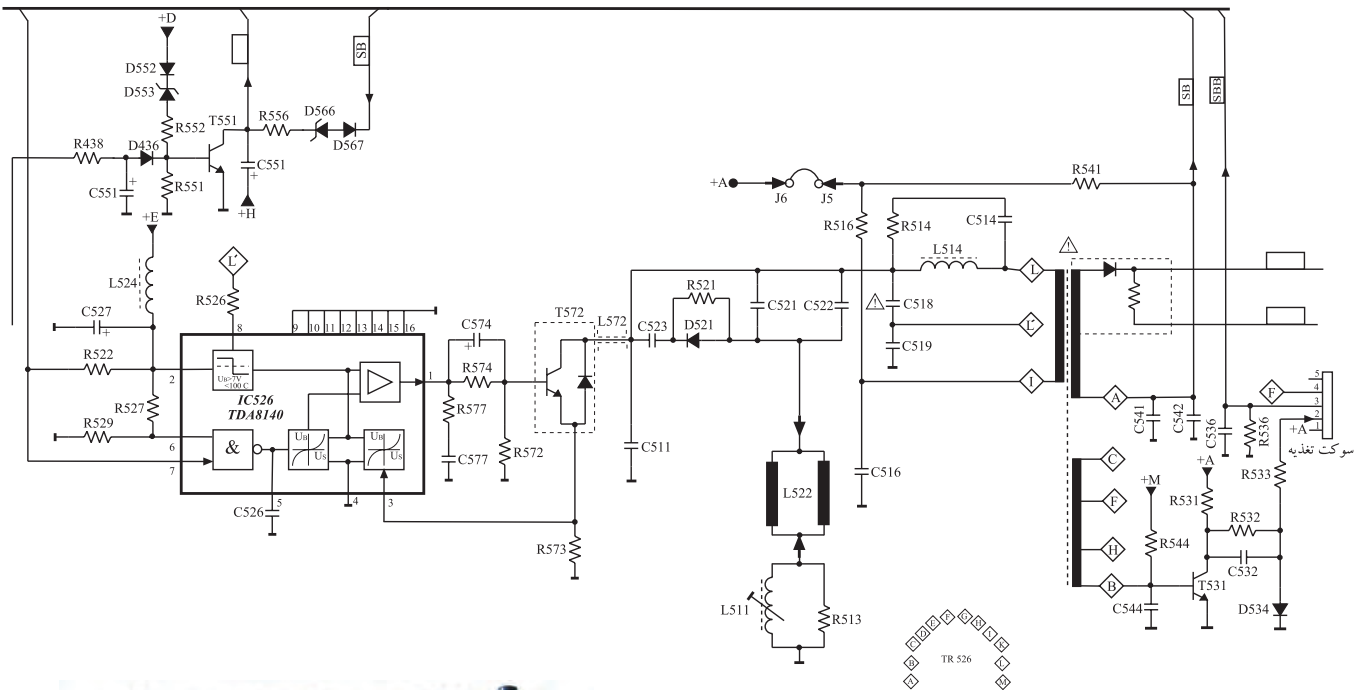 +D
D552
D553
R552
T551
SB
R556
D566
D567
R438
D436
C551
R551
C551
+H
+E
L524
L'
R526
C527
R522
R527
R529
8
9 10 11 12 13 14 15 16
2
UB>7V
<100 C
IC526
TDA8140
1
6
7
&
UB
US
UB
US
5
4
3
C526
C574
R574
R577
C577
R572
T572
L572
R573
C511
C523
R521
D521
C521
C522
L522
L511
R513
+A
J6
J5
R541
R516
R514
C514
L514
C518
C519
C516
L
L'
I
A
SB
SBB
C541
C542
C536
R536
F
5
4
3
2
1
+A
سوکت تغذیه
R533
C
F
H
B
+M
R544
C544
+A
R531
R532
C532
T531
D534
A B C D E F G H I K L M
TR 526